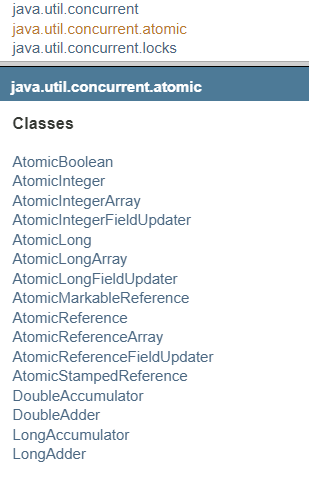 java.util.concurrent
java.util.concurrent.atomic
java.util.concurrent.locks
java.util.concurrent.atomic
Classes
AtomicBoolean
AtomicInteger
AtomicIntegerArray
AtomicIntegerFieldUpdater
AtomicLong
AtomicLongArray
AtomicLongFieldUpdater
AtomicMarkableReference
AtomicReference
AtomicReferenceArray
AtomicReferenceFieldUpdater
AtomicStampedReference
DoubleAccumulator
DoubleAdder
LongAccumulator
LongAdder